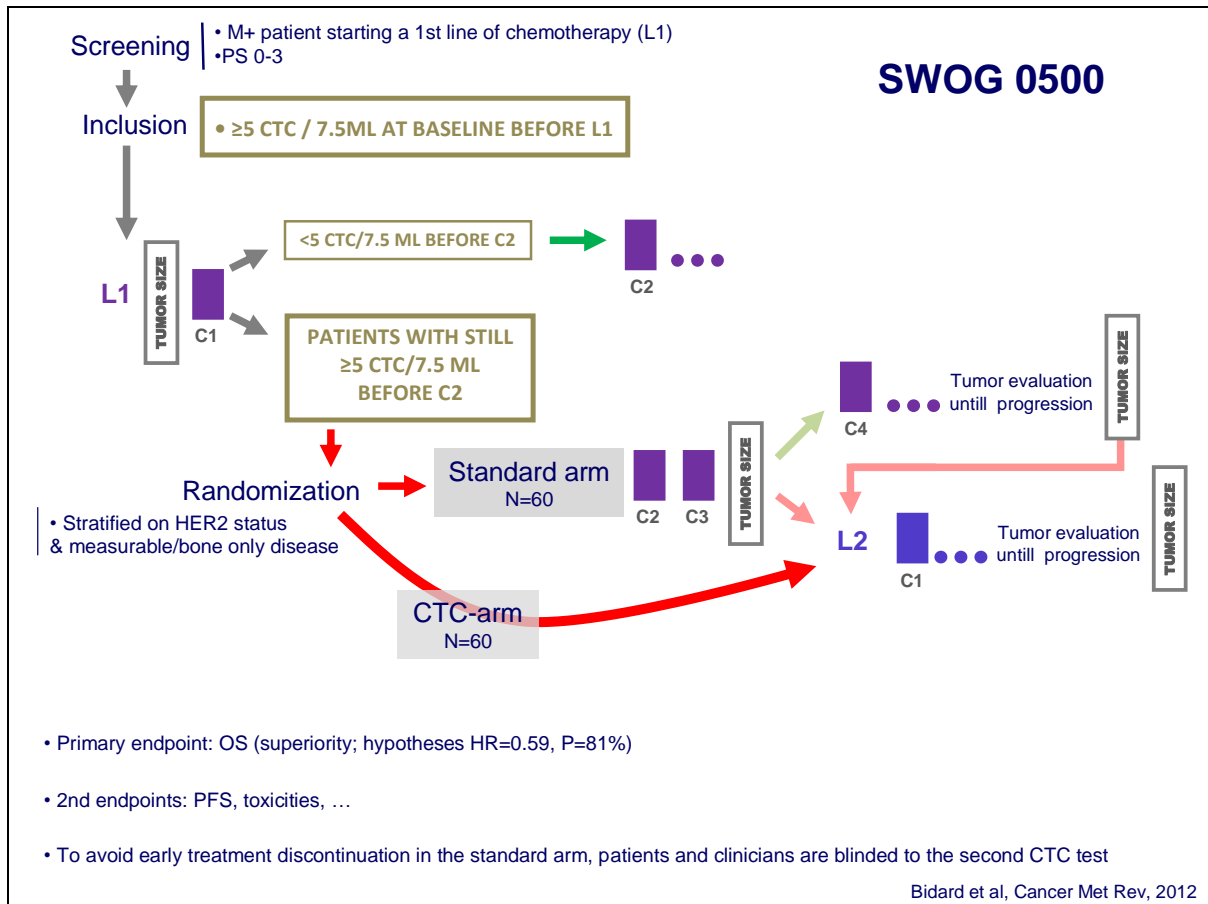 Screening
• M+ patient starting a 1st line of chemotherapy (L1)
•PS 0-3
SWOG 0500
Inclusion
• ≥5 CTC / 7.5ML AT BASELINE BEFORE L1
<5 CTC/7.5 ML BEFORE C2
C2
L1
TUMOR SIZE
C1
PATIENTS WITH STILL
≥5 CTC/7.5 ML
BEFORE C2
C4
Tumor evaluation
untill progression
TUMOR SIZE
Randomization
• Stratified on HER2 status
& measurable/bone only disease
Standard arm
N=60
C2
C3
TUMOR SIZE
L2
C1
Tumor evaluation
untill progression
TUMOR SIZE
CTC-arm
N=60
• Primary endpoint: OS (superiority; hypotheses HR=0.59, P=81%)
• 2nd endpoints: PFS, toxicities, …
• To avoid early treatment discontinuation in the standard arm, patients and clinicians are blinded to the second CTC test
Bidard et al, Cancer Met Rev, 2012